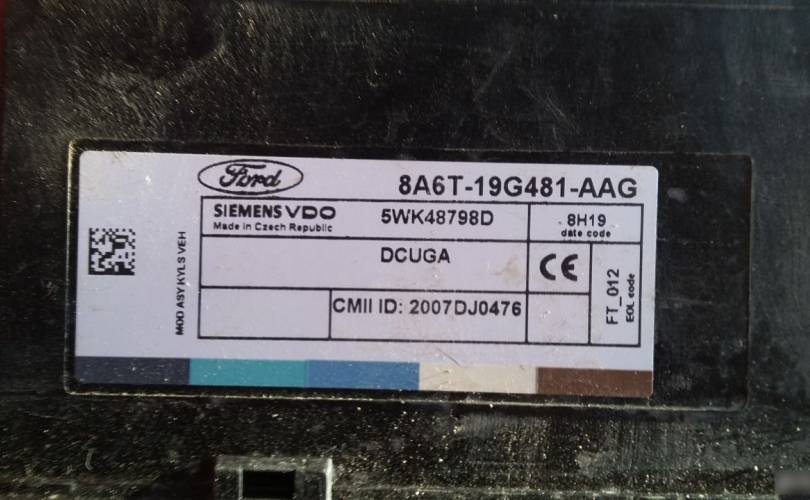 Ford
8A6T-19G481-AAG
SIEMENS VDO
5WK48798D
8H19
Made in Czech Republic
date code
MOD ASY KYLS VEH
DCUGA
CE
FT_012
EOL code
CMII ID: 2007DJ0476